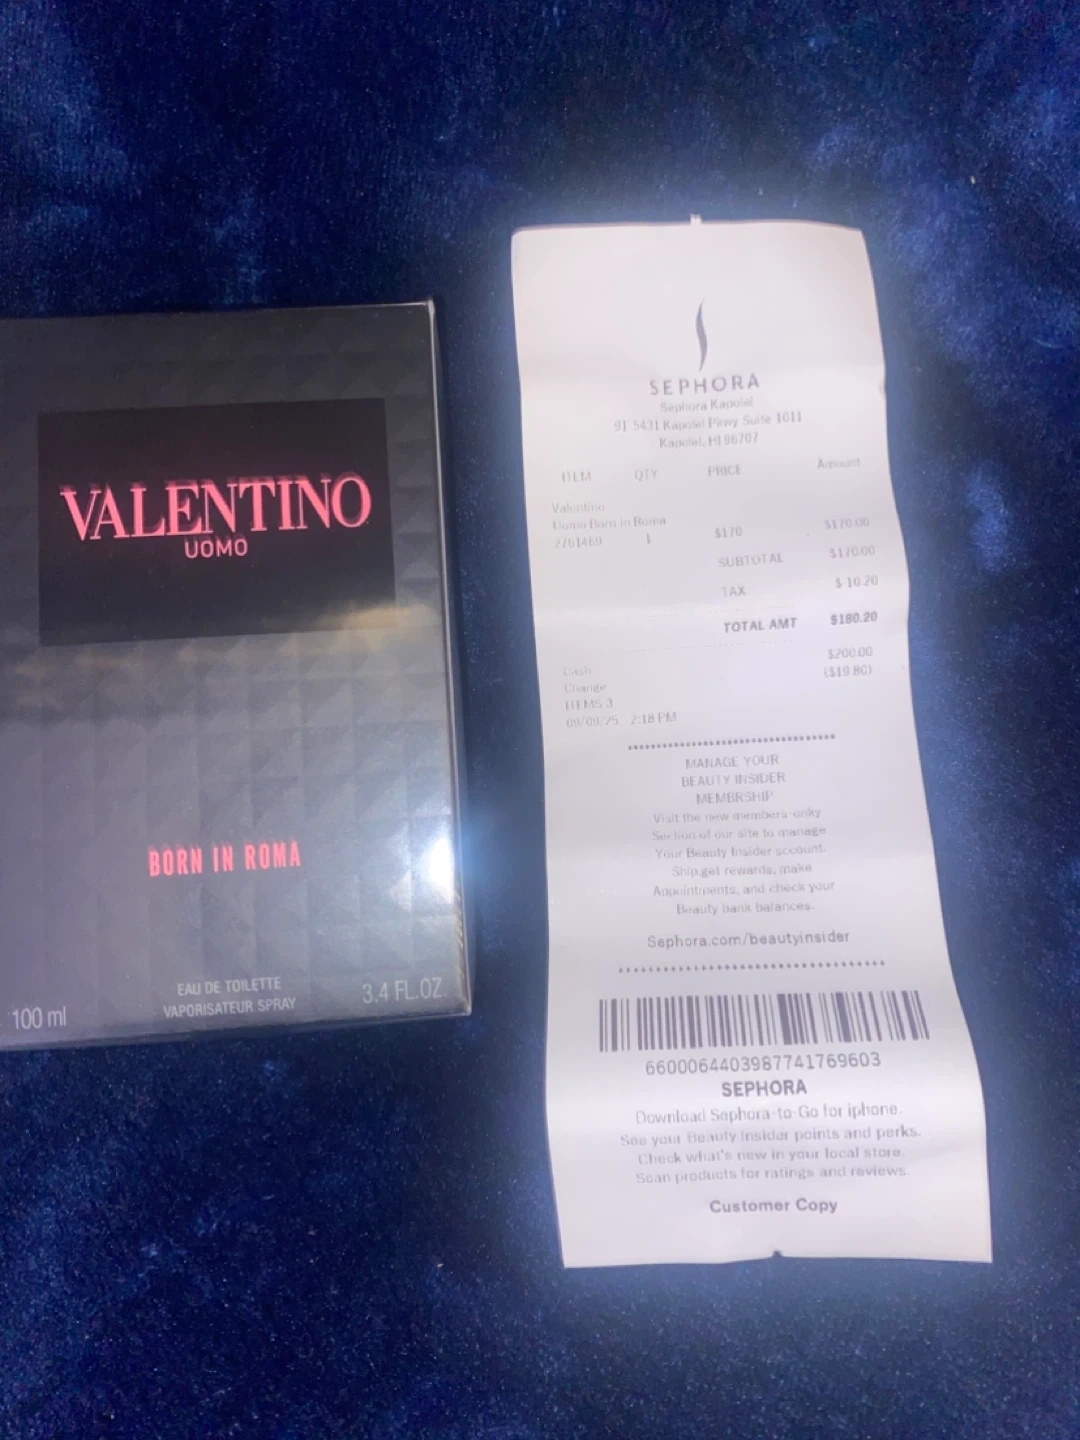 VALENTINO
UOMO
BORN IN ROMA
100 ml
EAU DE TOILETTE
VAPORISATEUR SPRAY
3.4 FL.OZ.
SEPHORA
Sephora Kapolei
91 5431 Kapolei Pkwy Suite 1011
Kapolei, HI 96707
ITEM QTY PRICE Amount
Valentino
Uomo Born in Roma
2761460 1 $170 $170.00
SUBTOTAL $170.00
TAX $ 10.20
TOTAL AMT $180.20
Cash $200.00
Change ($19.80)
ITEMS 3
09/09/25 2:18 PM
MANAGE YOUR
BEAUTY INSIDER
MEMBRSHIP
Visit the new members-only
Section of our site to manage
Your Beauty Insider account.
Ship,get rewards, make
Appointments, and check your
Beauty bank balances.
Sephora.com/beautyinsider
6600064403987741769603
SEPHORA
Download Sephora-to-Go for iphone.
See your Beauty Insider points and perks.
Check what's new in your local store.
Scan products for ratings and reviews.
Customer Copy